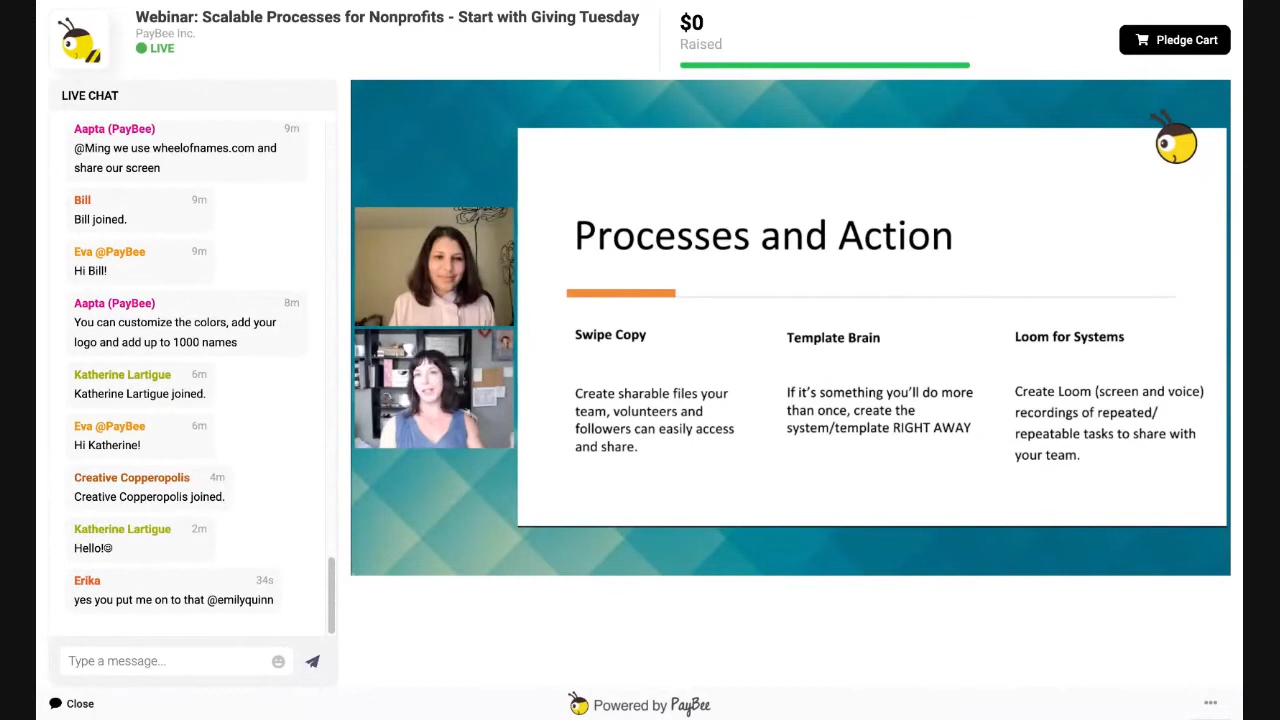 Webinar: Scalable Processes for Nonprofits - Start with Giving Tuesday
PayBee Inc.
LIVE
$0
Raised
Pledge Cart
LIVE CHAT
Aapta (PayBee) 9m
@Ming we use wheelofnames.com and
share our screen
Bill 9m
Bill joined.
Eva @PayBee 9m
Hi Bill!
Aapta (PayBee) 8m
You can customize the colors, add your
logo and add up to 1000 names
Katherine Lartigue 6m
Katherine Lartigue joined.
Eva @PayBee 6m
Hi Katherine!
Creative Copperopolis 4m
Creative Copperopolis joined.
Katherine Lartigue 2m
Hello!☺
Erika 34s
yes you put me on to that @emilyquinn
Type a message...
Close
Processes and Action
Swipe Copy
Create sharable files your
team, volunteers and
followers can easily access
and share.
Template Brain
If it's something you'll do more
than once, create the
system/template RIGHT AWAY
Loom for Systems
Create Loom (screen and voice)
recordings of repeated/
repeatable tasks to share with
your team.
Powered by PayBee